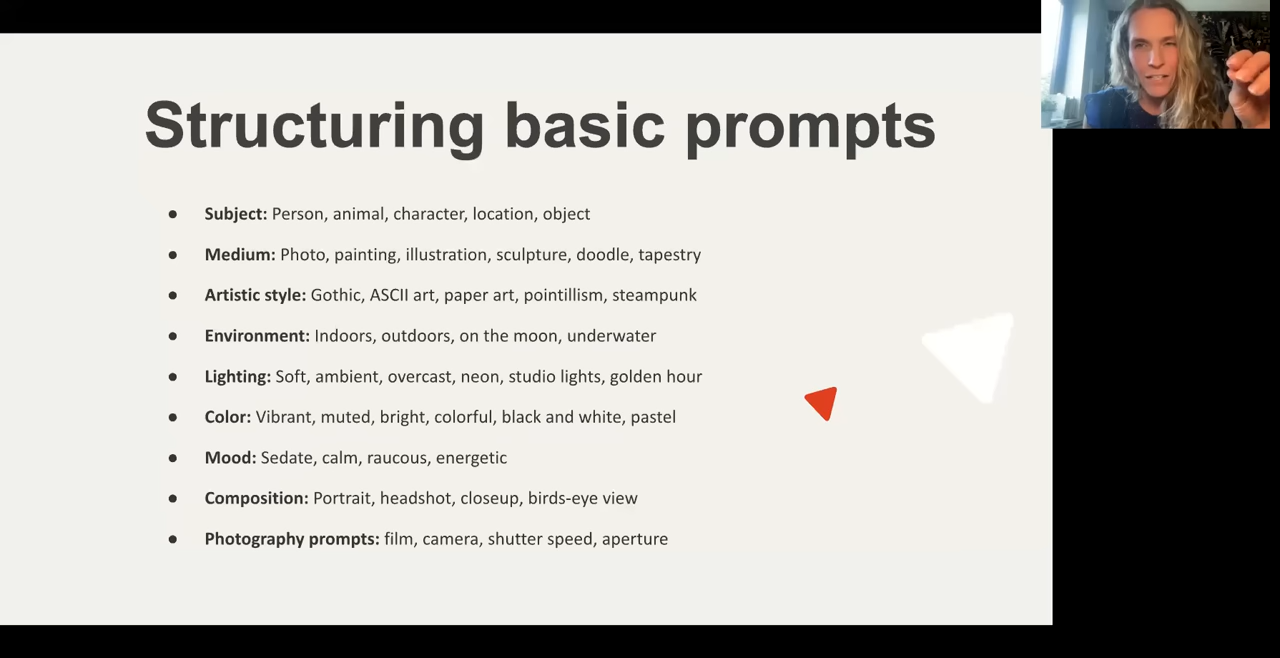 Structuring basic prompts
● Subject: Person, animal, character, location, object
● Medium: Photo, painting, illustration, sculpture, doodle, tapestry
● Artistic style: Gothic, ASCII art, paper art, pointillism, steampunk
● Environment: Indoors, outdoors, on the moon, underwater
● Lighting: Soft, ambient, overcast, neon, studio lights, golden hour
● Color: Vibrant, muted, bright, colorful, black and white, pastel
● Mood: Sedate, calm, raucous, energetic
● Composition: Portrait, headshot, closeup, birds-eye view
● Photography prompts: film, camera, shutter speed, aperture